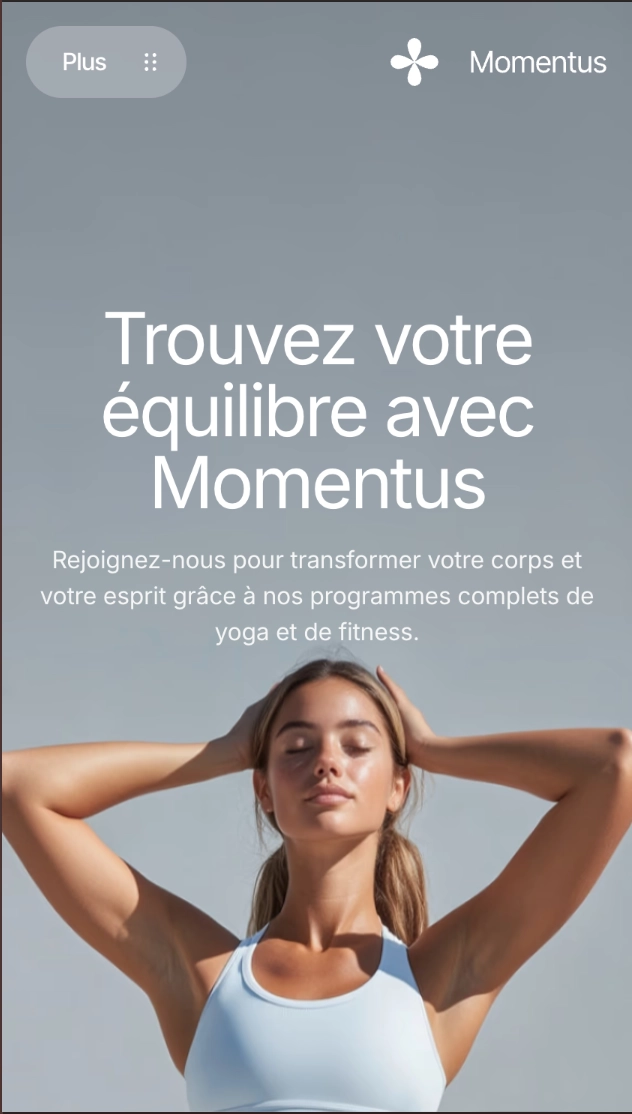 Plus
Momentus
Trouvez votre
équilibre avec
Momentus
Rejoignez-nous pour transformer votre corps et
votre esprit grâce à nos programmes complets de
yoga et de fitness.